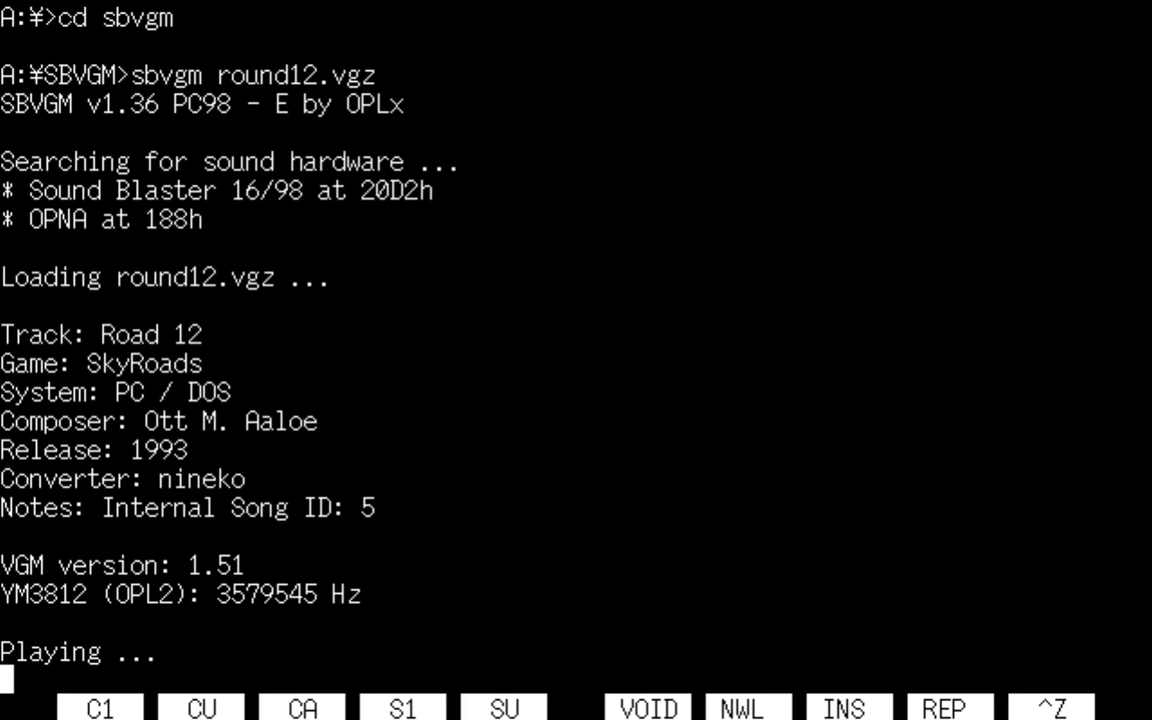 A:¥>cd sbvgm
A:¥SBVGM>sbvgm round12.vgz
SBVGM v1.36 PC98 - E by OPLx
Searching for sound hardware ...
* Sound Blaster 16/98 at 20D2h
* OPNA at 188h
Loading round12.vgz ...
Track: Road 12
Game: SkyRoads
System: PC / DOS
Composer: Ott M. Aaloe
Release: 1993
Converter: nineko
Notes: Internal Song ID: 5
VGM version: 1.51
YM3812 (OPL2): 3579545 Hz
Playing ...
C1 CU CA S1 SU VOID NWL INS REP ^Z